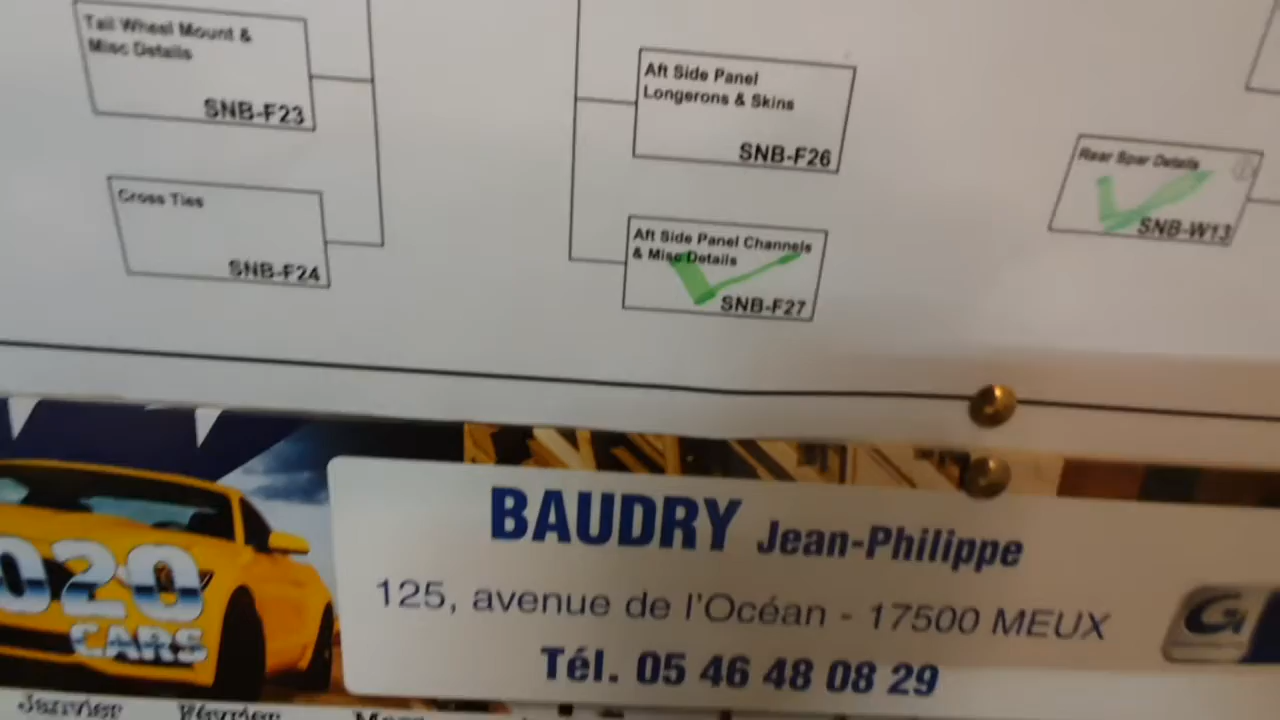 Tail Wheel Mount &
Misc Details
SNB-F23
Cross Ties
SNB-F24
Aft Side Panel
Longerons & Skins
SNB-F26
Aft Side Panel Channels
& Misc Details
SNB-F27
Rear Spar Details
SNB-W13
020
CARS
BAUDRY Jean-Philippe
125, avenue de l'Océan - 17500 MEUX
Tél. 05 46 48 08 29
G
Janvier Février